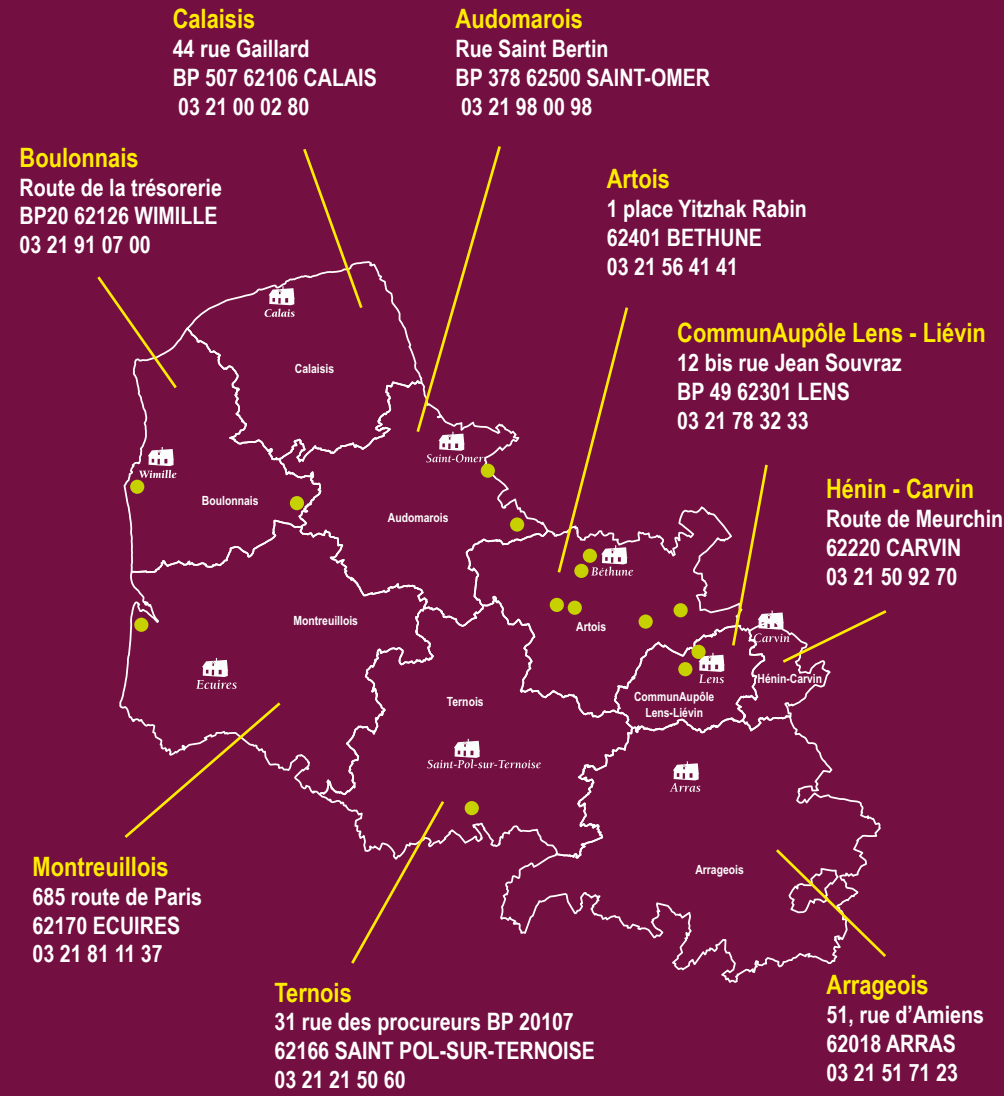 Calaisis
44 rue Gaillard
BP 507 62106 CALAIS
03 21 00 02 80
Audomarois
Rue Saint Bertin
BP 378 62500 SAINT-OMER
03 21 98 00 98
Boulonnais
Route de la trésorerie
BP20 62126 WIMILLE
03 21 91 07 00
Artois
1 place Yitzhak Rabin
62401 BETHUNE
03 21 56 41 41
CommunAupôle Lens - Liévin
12 bis rue Jean Souvraz
BP 49 62301 LENS
03 21 78 32 33
Hénin - Carvin
Route de Meurchin
62220 CARVIN
03 21 50 92 70
Calais
Calaisis
Saint-Omer
Wimille
Boulonnais
Audomarois
Béthune
Artois
Montreuillois
Carvin
Ecuires
Lens
Hénin-Carvin
CommunAupôle
Lens-Liévin
Ternois
Saint-Pol-sur-Ternoise
Arras
Arrageois
Montreuillois
685 route de Paris
62170 ECUIRES
03 21 81 11 37
Ternois
31 rue des procureurs BP 20107
62166 SAINT POL-SUR-TERNOISE
03 21 21 50 60
Arrageois
51, rue d’Amiens
62018 ARRAS
03 21 51 71 23